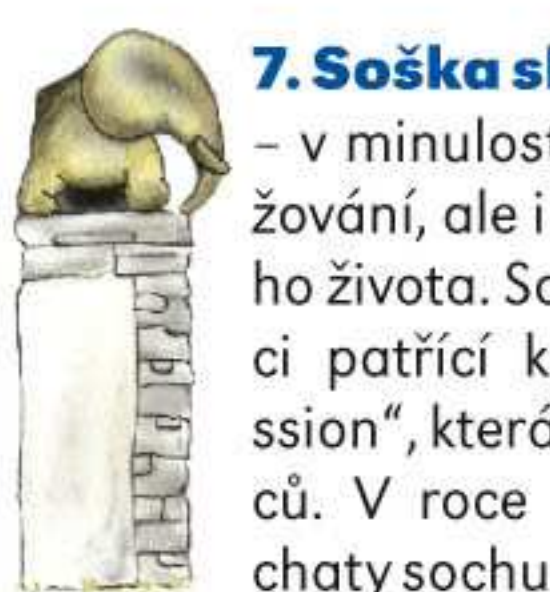 7. Soška sl
– v minulost
žování, ale i
ho života. So
ci patřící k
ssion“, která
ců. V roce
chaty sochu